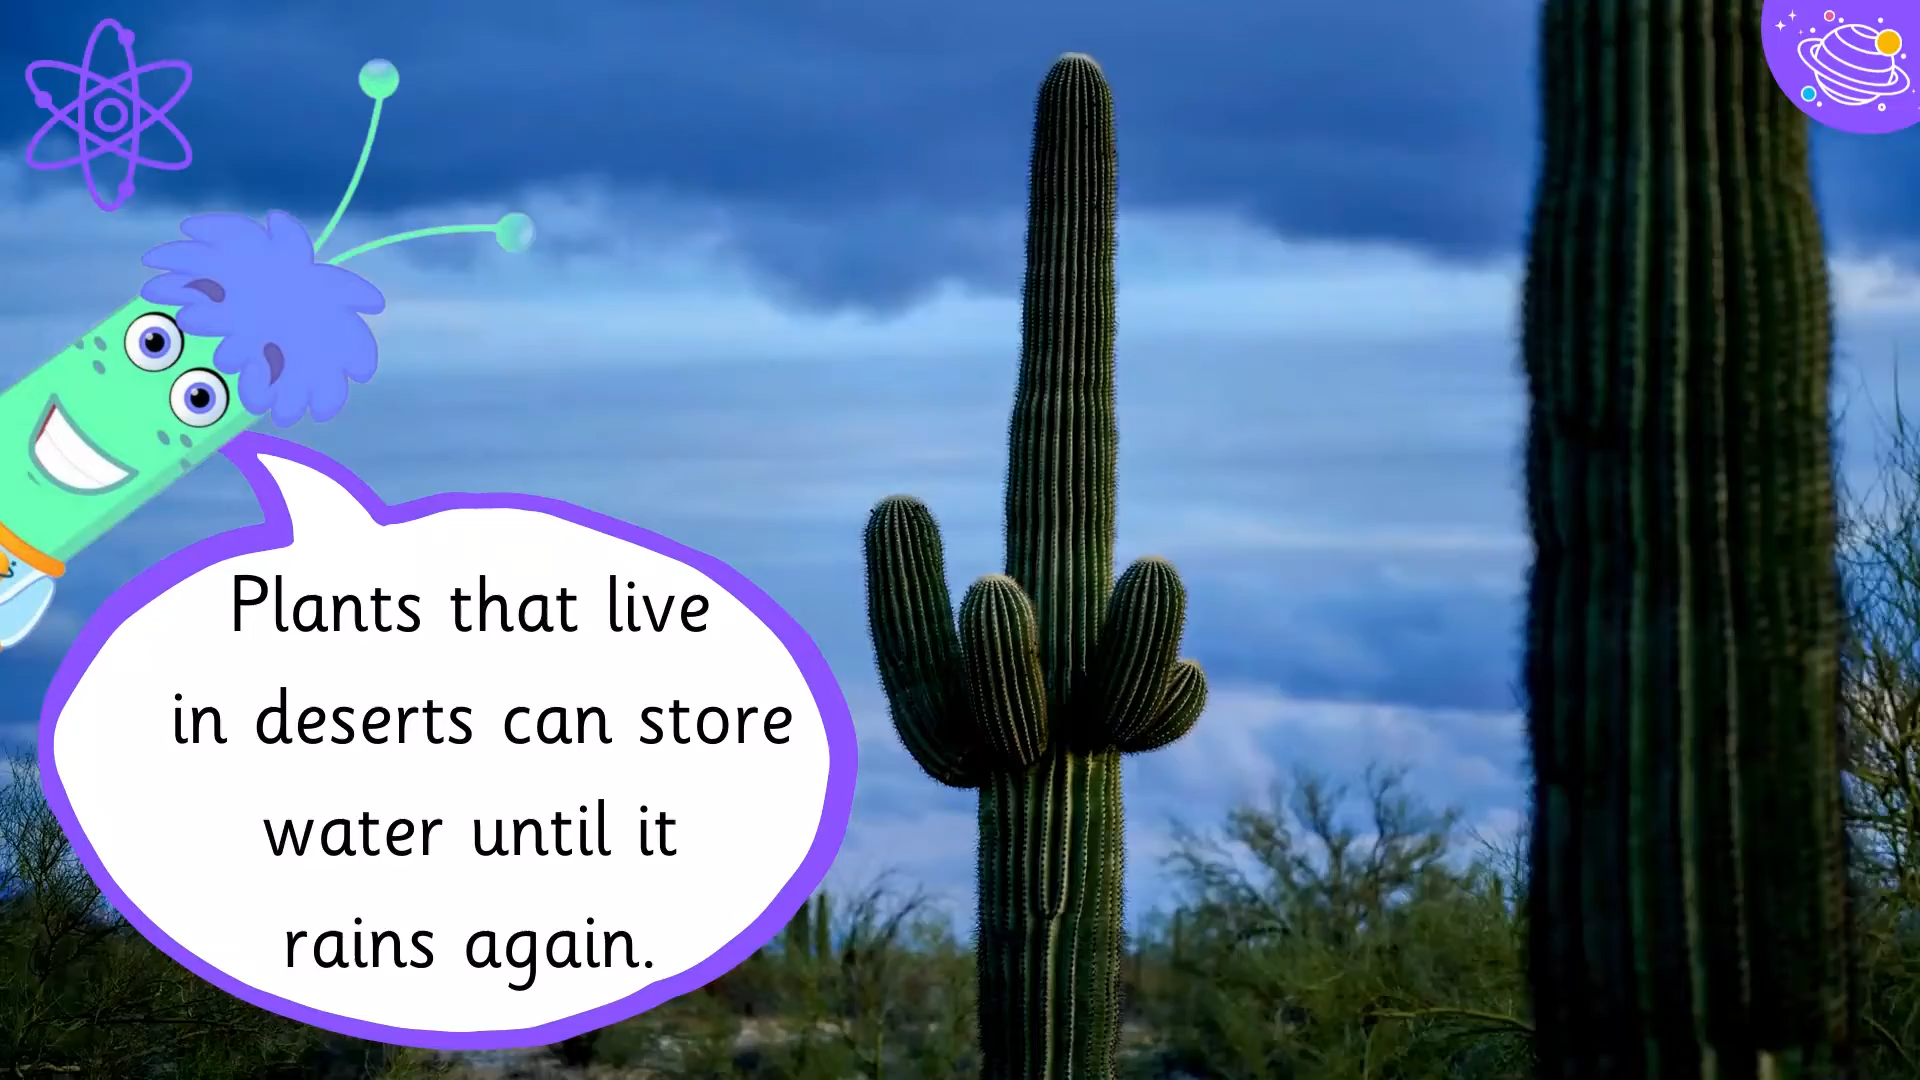 Plants that live
in deserts can store
water until it
rains again.